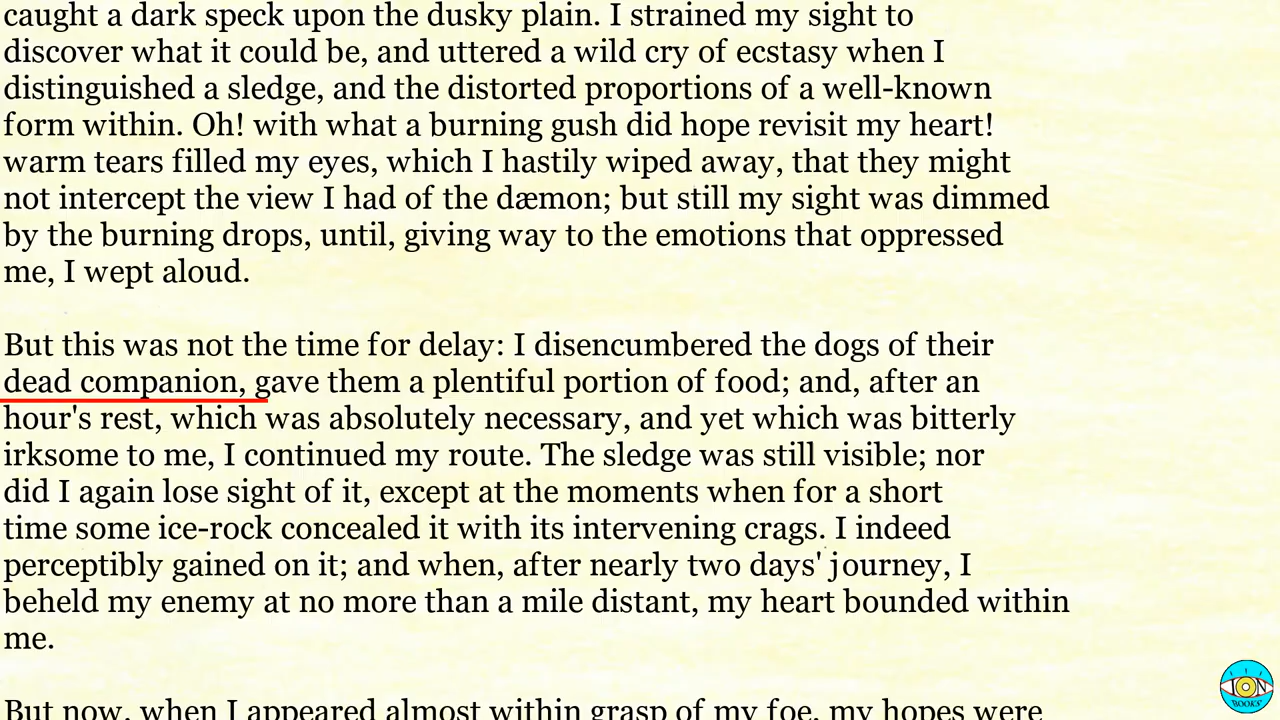 caught a dark speck upon the dusky plain. I strained my sight to
discover what it could be, and uttered a wild cry of ecstasy when I
distinguished a sledge, and the distorted proportions of a well-known
form within. Oh! with what a burning gush did hope revisit my heart!
warm tears filled my eyes, which I hastily wiped away, that they might
not intercept the view I had of the dæmon; but still my sight was dimmed
by the burning drops, until, giving way to the emotions that oppressed
me, I wept aloud.
But this was not the time for delay: I disencumbered the dogs of their
dead companion, gave them a plentiful portion of food; and, after an
hour's rest, which was absolutely necessary, and yet which was bitterly
irksome to me, I continued my route. The sledge was still visible; nor
did I again lose sight of it, except at the moments when for a short
time some ice-rock concealed it with its intervening crags. I indeed
perceptibly gained on it; and when, after nearly two days' journey, I
beheld my enemy at no more than a mile distant, my heart bounded within
me.
But now, when I appeared almost within grasp of my foe, my hopes were
ION
BOOKS